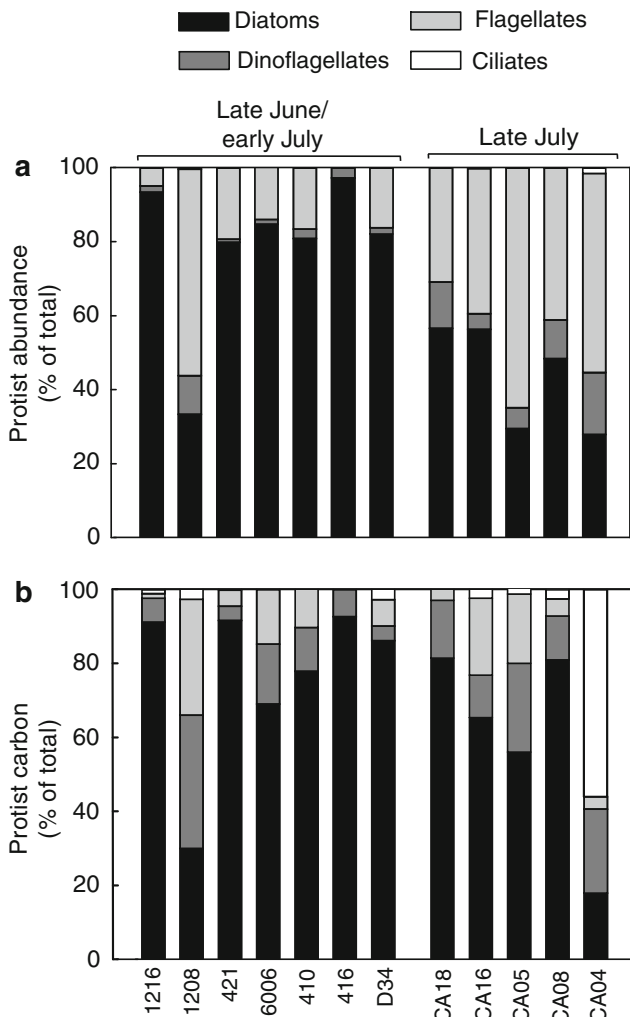 Diatoms
Flagellates
Dinoflagellates
Ciliates
Late June/
early July
Late July
a
Protist abundance
(% of total)
100
80
60
40
20
0
b
Protist carbon
(% of total)
100
80
60
40
20
0
1216
1208
421
6006
410
416
D34
CA18
CA16
CA05
CA08
CA04